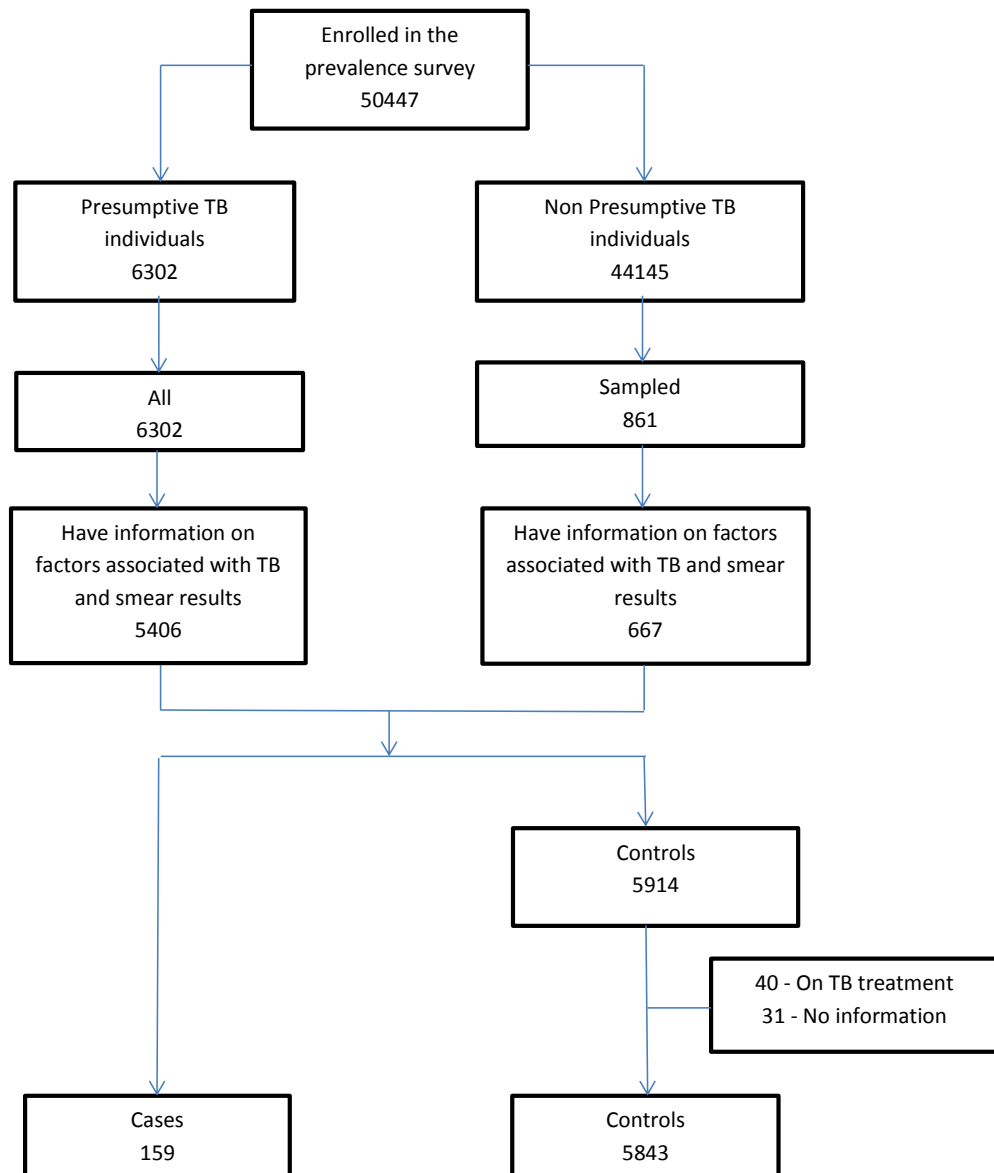 Enrolled in the
prevalence survey
50447
Presumptive TB
individuals
6302
Non Presumptive TB
individuals
44145
All
6302
Sampled
861
Have information on
factors associated with TB
and smear results
5406
Have information on factors
associated with TB and smear
results
667
Controls
5914
40 - On TB treatment
31 - No information
Cases
159
Controls
5843